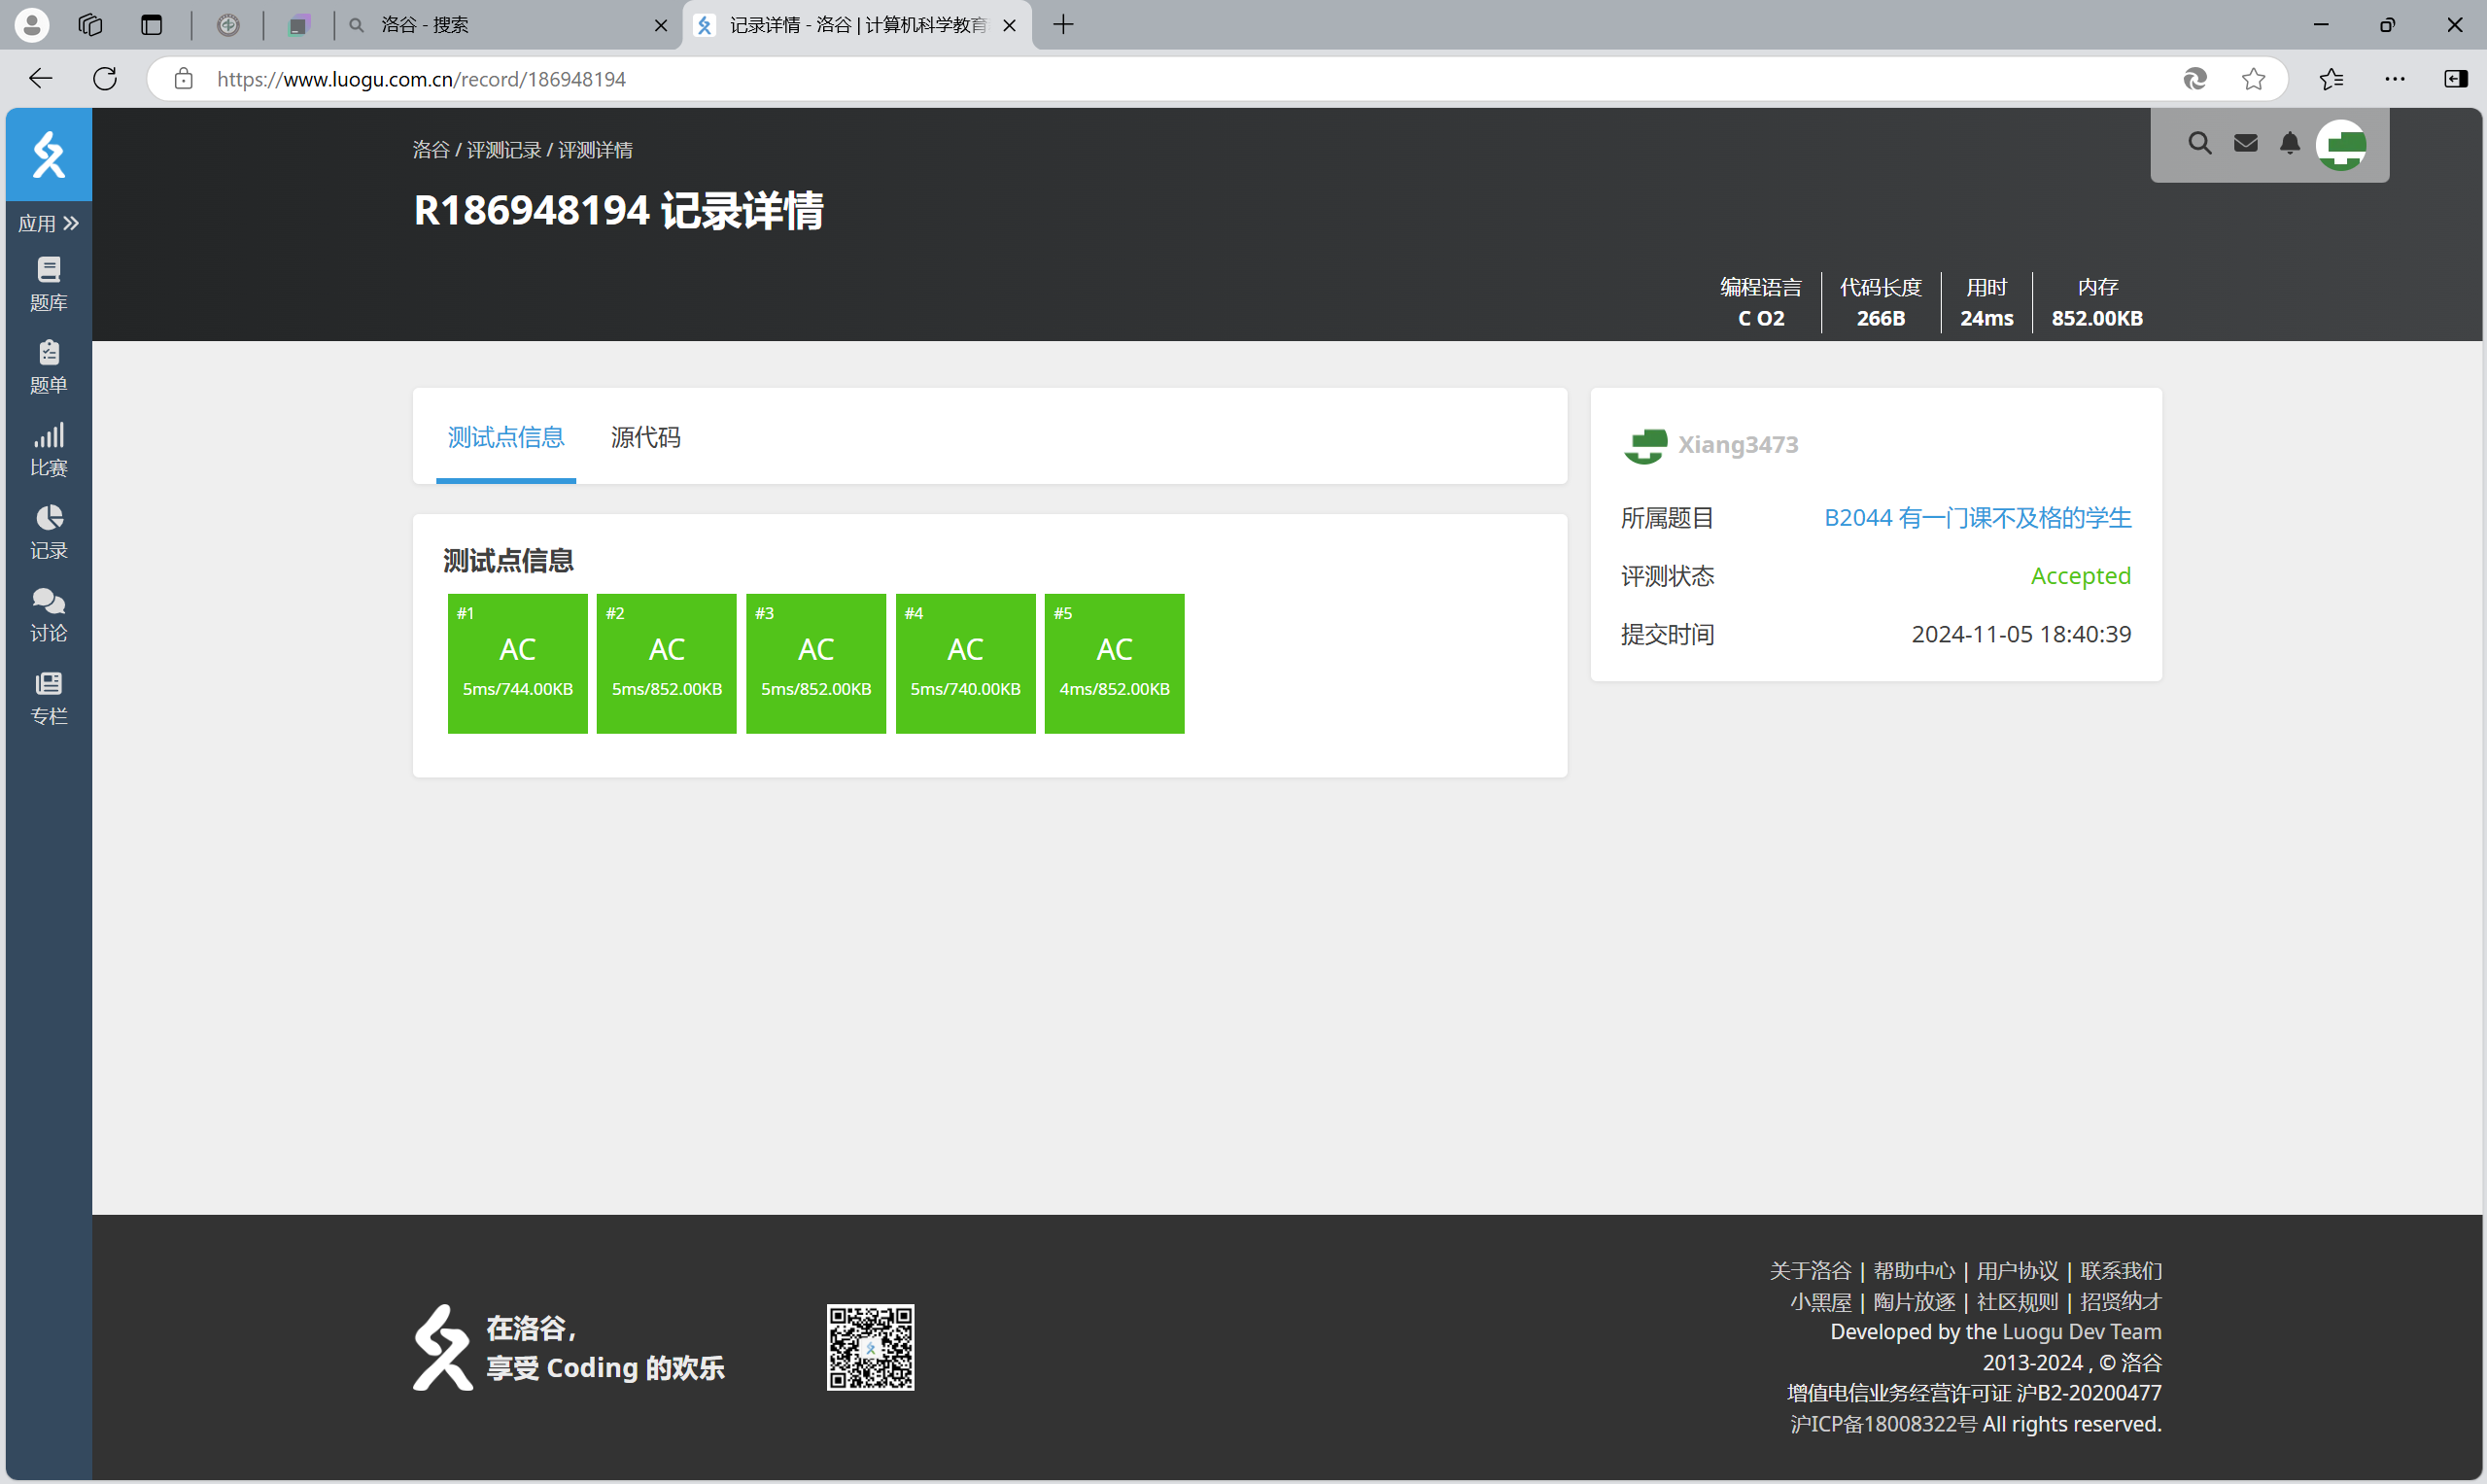 洛谷 - 搜索
记录详情 - 洛谷 | 计算机科学教育
https://www.luogu.com.cn/record/186948194
洛谷 / 评测记录 / 评测详情
R186948194 记录详情
编程语言 代码长度 用时 内存
C O2 266B 24ms 852.00KB
应用
题库
题单
比赛
记录
讨论
专栏
测试点信息 源代码
测试点信息
#1 #2 #3 #4 #5
AC AC AC AC AC
5ms/744.00KB 5ms/852.00KB 5ms/852.00KB 5ms/740.00KB 4ms/852.00KB
Xiang3473
所属题目 B2044 有一门课不及格的学生
评测状态 Accepted
提交时间 2024-11-05 18:40:39
在洛谷，
享受 Coding 的欢乐
关于洛谷 | 帮助中心 | 用户协议 | 联系我们
小黑屋 | 陶片放逐 | 社区规则 | 招贤纳才
Developed by the Luogu Dev Team
2013-2024 , © 洛谷
增值电信业务经营许可证 沪B2-20200477
沪ICP备18008322号 All rights reserved.